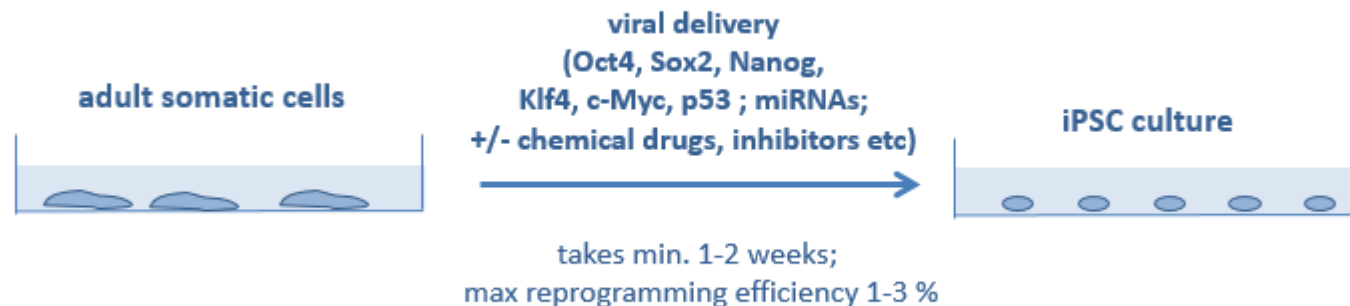 adult somatic cells
viral delivery
(Oct4, Sox2, Nanog,
Klf4, c-Myc, p53 ; miRNAs;
+/- chemical drugs, inhibitors etc)
takes min. 1-2 weeks;
max reprogramming efficiency 1-3 %
iPSC culture